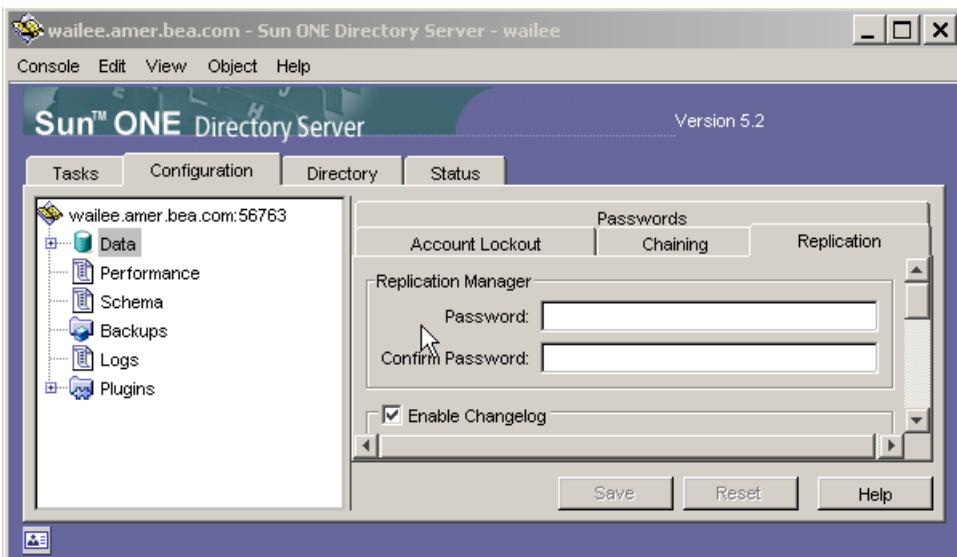 wailee.amer.bea.com - Sun ONE Directory Server - wailee
Console Edit View Object Help
Sun™ ONE Directory Server
Version 5.2
Tasks Configuration Directory Status
wailee.amer.bea.com:56763
Data
Performance
Schema
Backups
Logs
Plugins
Passwords
Account Lockout Chaining Replication
Replication Manager
Password:
Confirm Password:
Enable Changelog
Save Reset Help